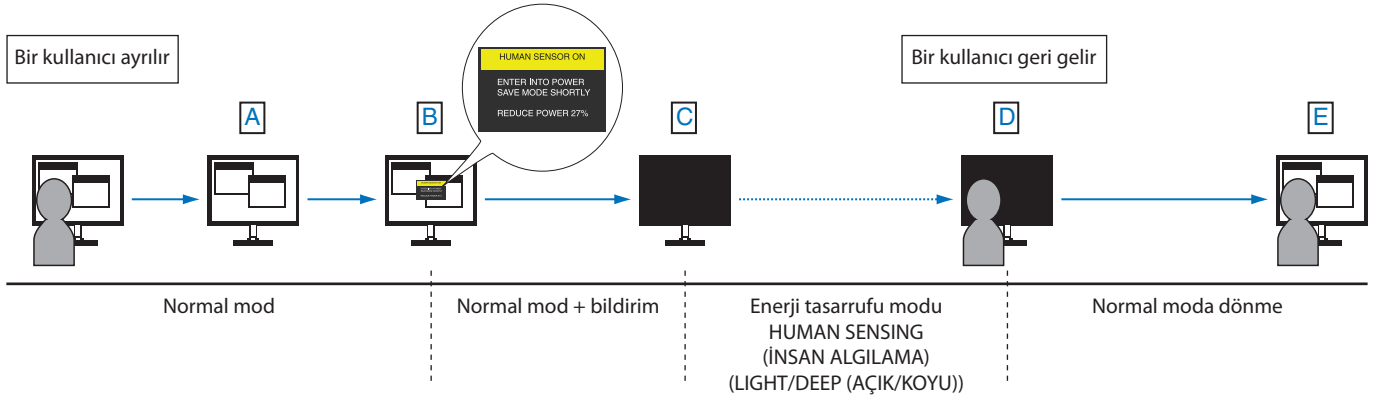 Bir kullanıcı ayrılır
HUMAN SENSOR ON
ENTER İNTO POWER
SAVE MODE SHORTLY
REDUCE POWER 27%
Bir kullanıcı geri gelir
A
B
C
D
E
Normal mod
Normal mod + bildirim
Enerji tasarrufu modu
HUMAN SENSING
(İNSAN ALGILAMA)
(LIGHT/DEEP (AÇIK/KOYU))
Normal moda dönme